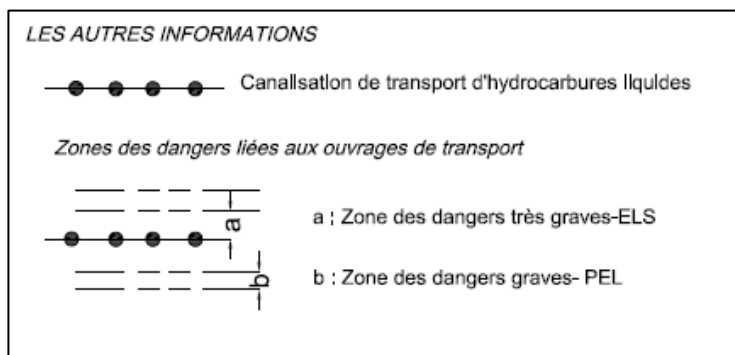 LES AUTRES INFORMATIONS
Canalisation de transport d'hydrocarbures liquides
Zones des dangers liées aux ouvrages de transport
a
a : Zone des dangers très graves-ELS
b
b : Zone des dangers graves- PEL